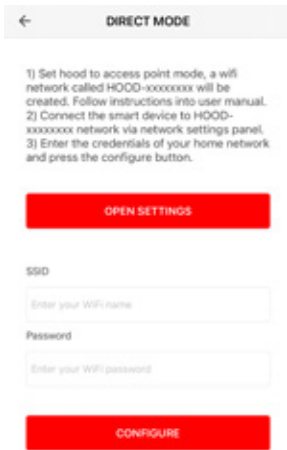 DIRECT MODE
1) Set hood to access point mode, a wifi
network called HOOD-xxxxxxxx will be
created. Follow instructions into user manual.
2) Connect the smart device to HOOD-
xxxxxxxx network via network settings panel.
3) Enter the credentials of your home network
and press the configure button.
OPEN SETTINGS
SSID
Enter your WiFi name
Password
Enter your WiFi password
CONFIGURE